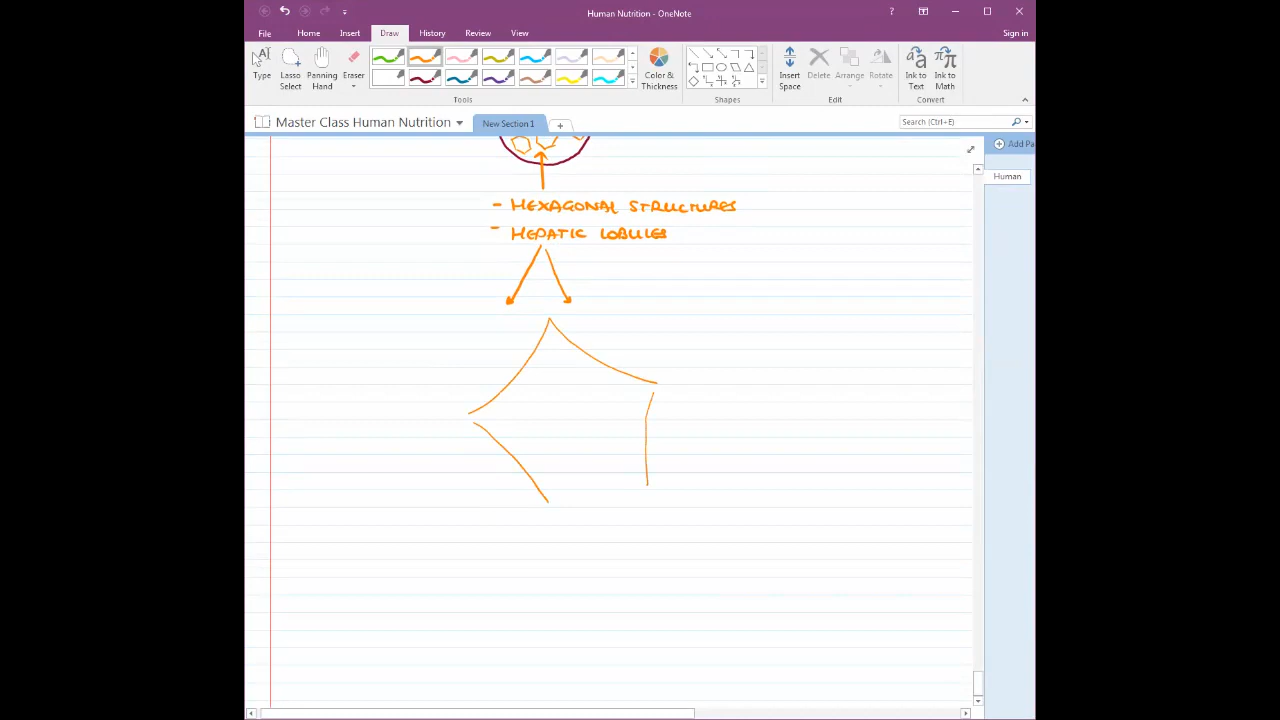 Human Nutrition - OneNote
?
File Home Insert Draw History Review View Sign in
Type Lasso Select Panning Hand Eraser Color & Thickness Insert Space Delete Arrange Rotate Ink to Text Ink to Math
Tools Shapes Edit Convert
Master Class Human Nutrition New Section 1 Search (Ctrl+E)
Add Pa
Human
- HEXAGONAL STRUCTURES
- HEPATIC LOBULES